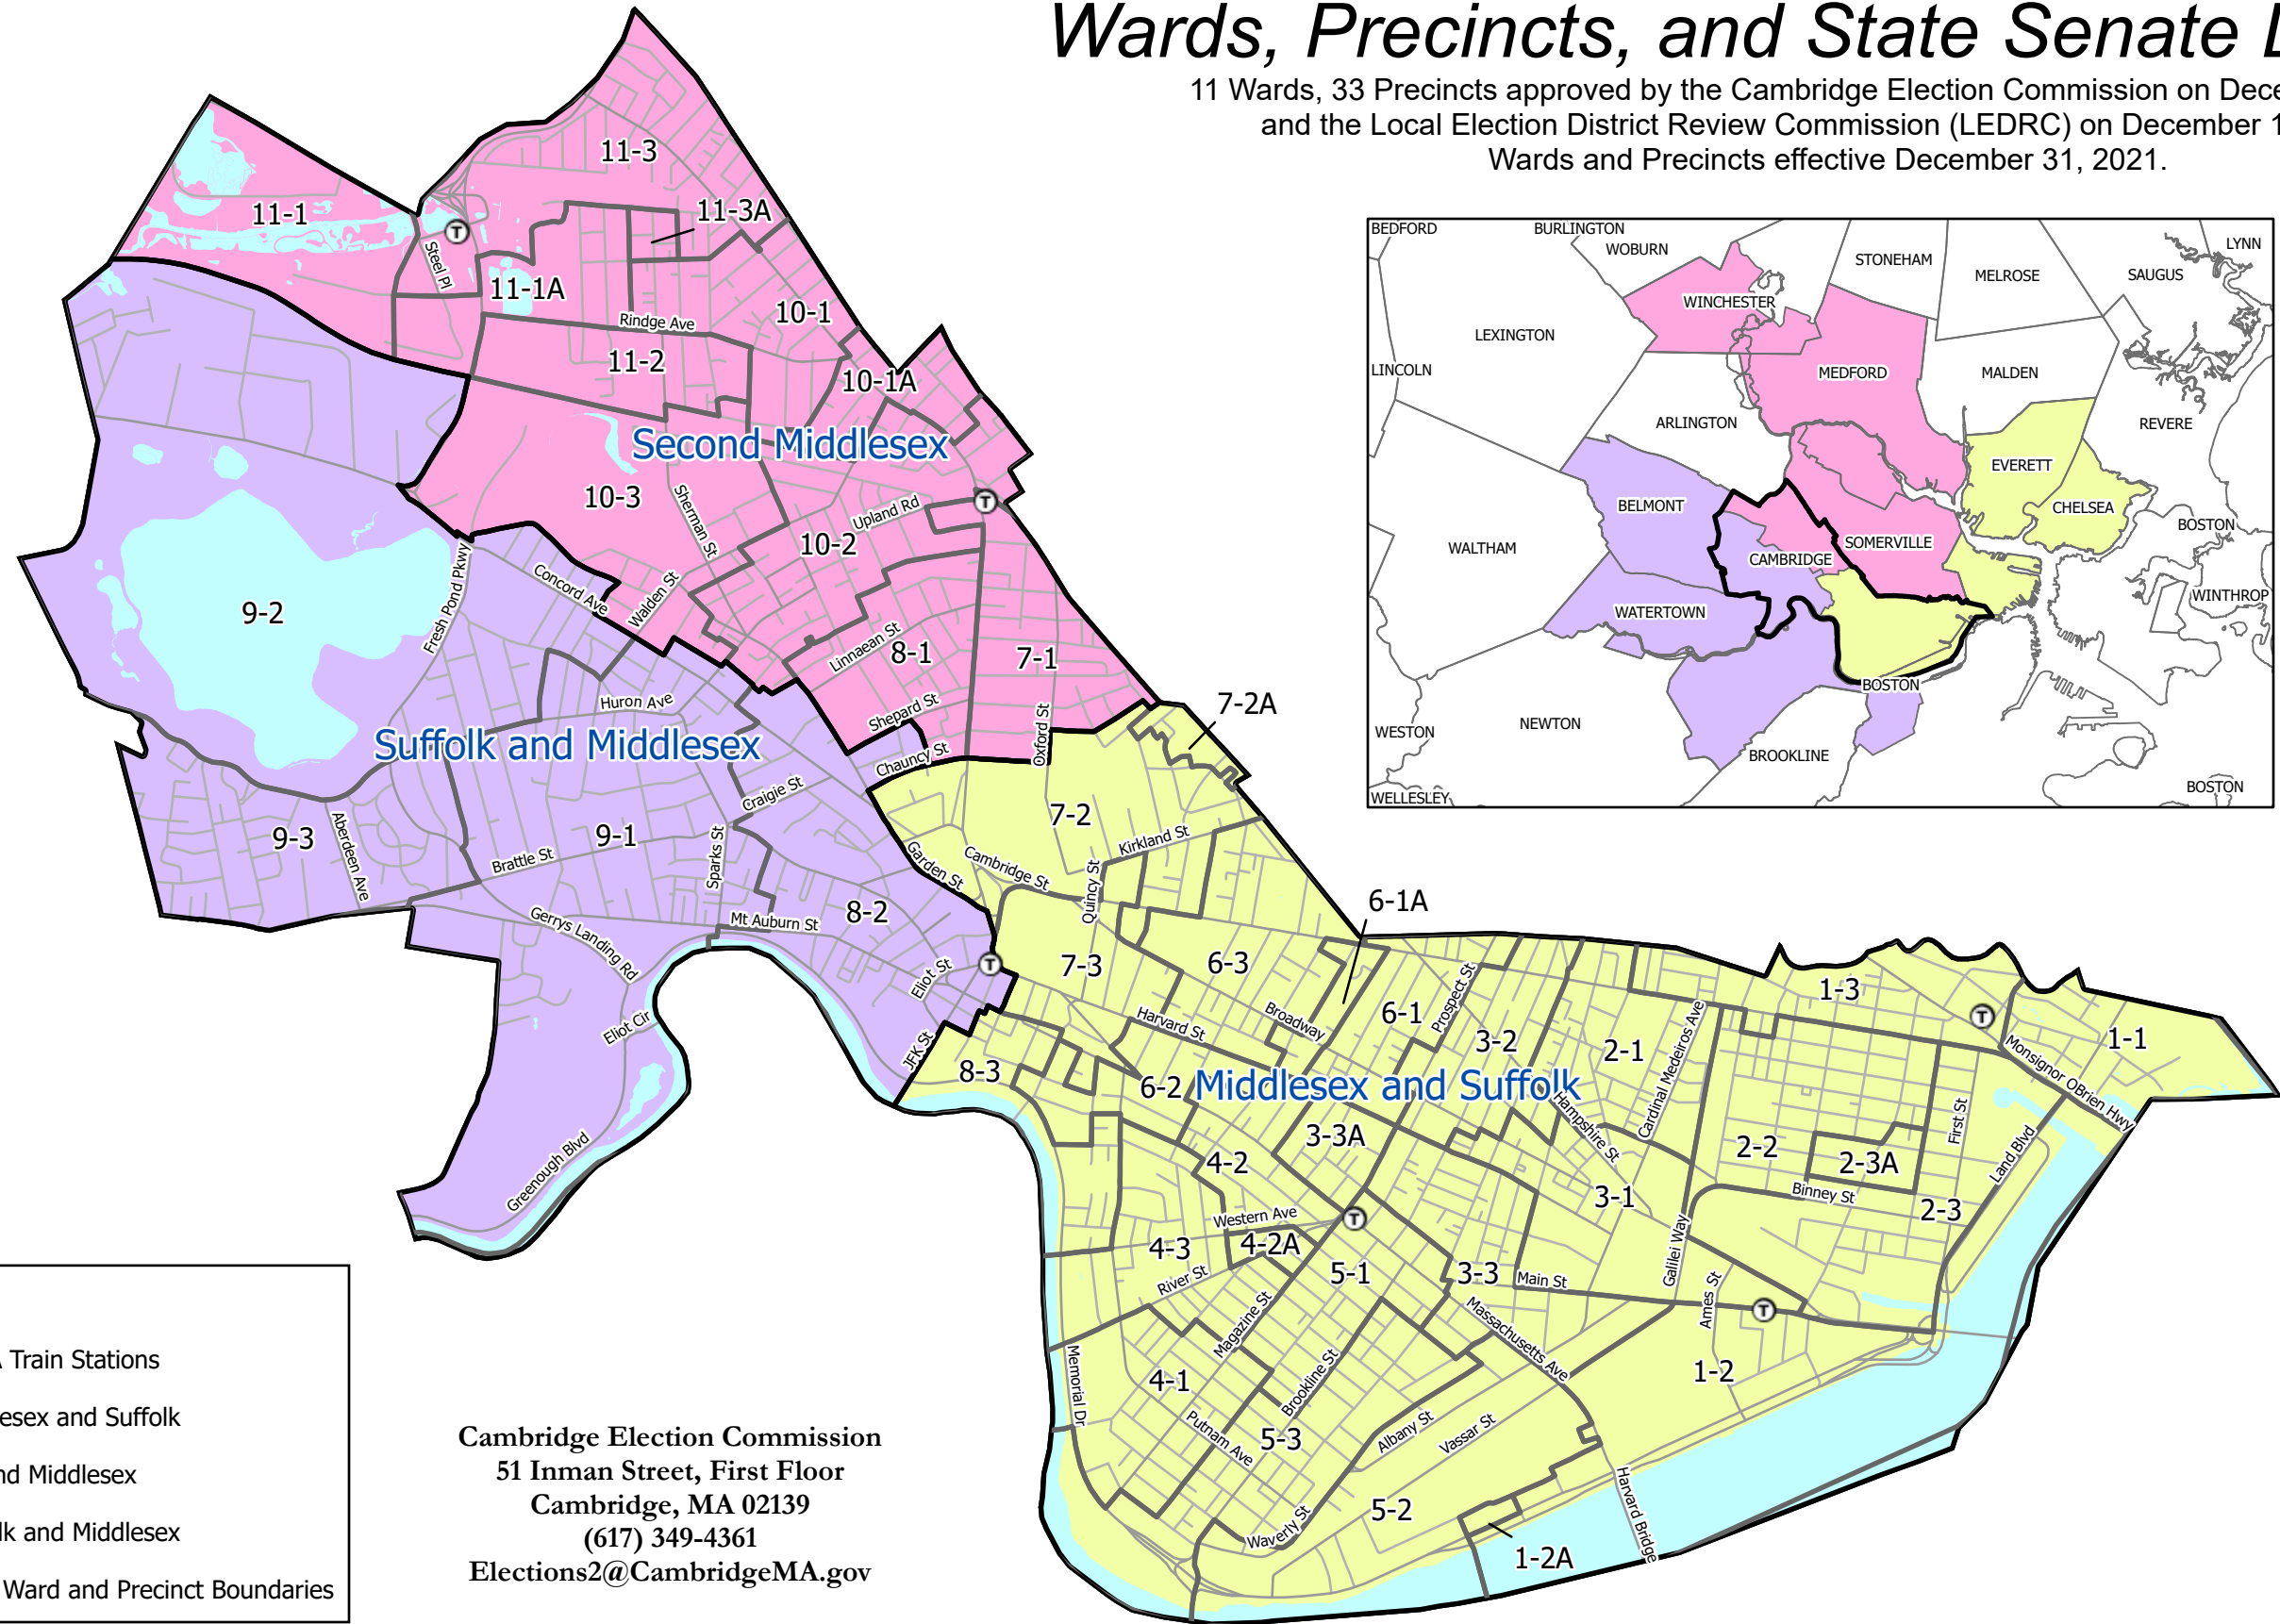 Wards, Precincts, and State Senate
11 Wards, 33 Precincts approved by the Cambridge Election Commission on
and the Local Election District Review Commission (LEDRC) on December
Wards and Precincts effective December 31, 2021.
BEDFORD
BURLINGTON
WOBURN
STONEHAM
LYNN
MELROSE
SAUGUS
WINCHESTER
LEXINGTON
LINCOLN
MEDFORD
MALDEN
ARLINGTON
REVERE
EVERETT
BELMONT
CHELSEA
BOSTON
WALTHAM
SOMERVILLE
CAMBRIDGE
WINTHROP
WATERTOWN
BOSTON
WESTON
NEWTON
BROOKLINE
WELLESLEY
BOSTON
11-3
11-1
11-3A
T
Steel Pl
11-1A
10-1
Rindge Ave
11-2
10-1A
Second Middlesex
10-3
Sherman St
T
Upland Rd
10-2
Fresh Pond Pkwy
Concord Ave
Walden St
9-2
Linnaean St
8-1
7-1
Huron Ave
Shepard St
Oxford St
7-2A
Suffolk and Middlesex
Chauncy St
Craigie St
7-2
9-3
Aberdeen Ave
9-1
Brattle St
Sparks St
Garden St
Cambridge St
Kirkland St
Quincy St
8-2
Gerrys Landing Rd
Mt Auburn St
6-1A
Eliot St
T
7-3
6-3
Prospect St
1-3
Eliot Cir
JFK St
Harvard St
Broadway
6-1
3-2
2-1
Cardinal Medeiros Ave
T
1-1
Monsignor OBrien Hwy
8-3
6-2
Middlesex and Suffolk
Hampshire St
3-3A
First St
Land Blvd
Greenough Blvd
4-2
2-2
2-3A
3-1
Binney St
2-3
Western Ave
T
4-3
4-2A
Galilei Way
River St
5-1
3-3
Main St
Ames St
T
Magazine St
Massachusetts Ave
Memorial Dr
4-1
Brookline St
1-2
Putnam Ave
5-3
Albany St
Vassar St
5-2
Waverly St
Harvard Bridge
1-2A
Train Stations
and Suffolk
Middlesex
and Middlesex
Ward and Precinct Boundaries
Cambridge Election Commission
51 Inman Street, First Floor
Cambridge, MA 02139
(617) 349-4361
Elections2@CambridgeMA.gov